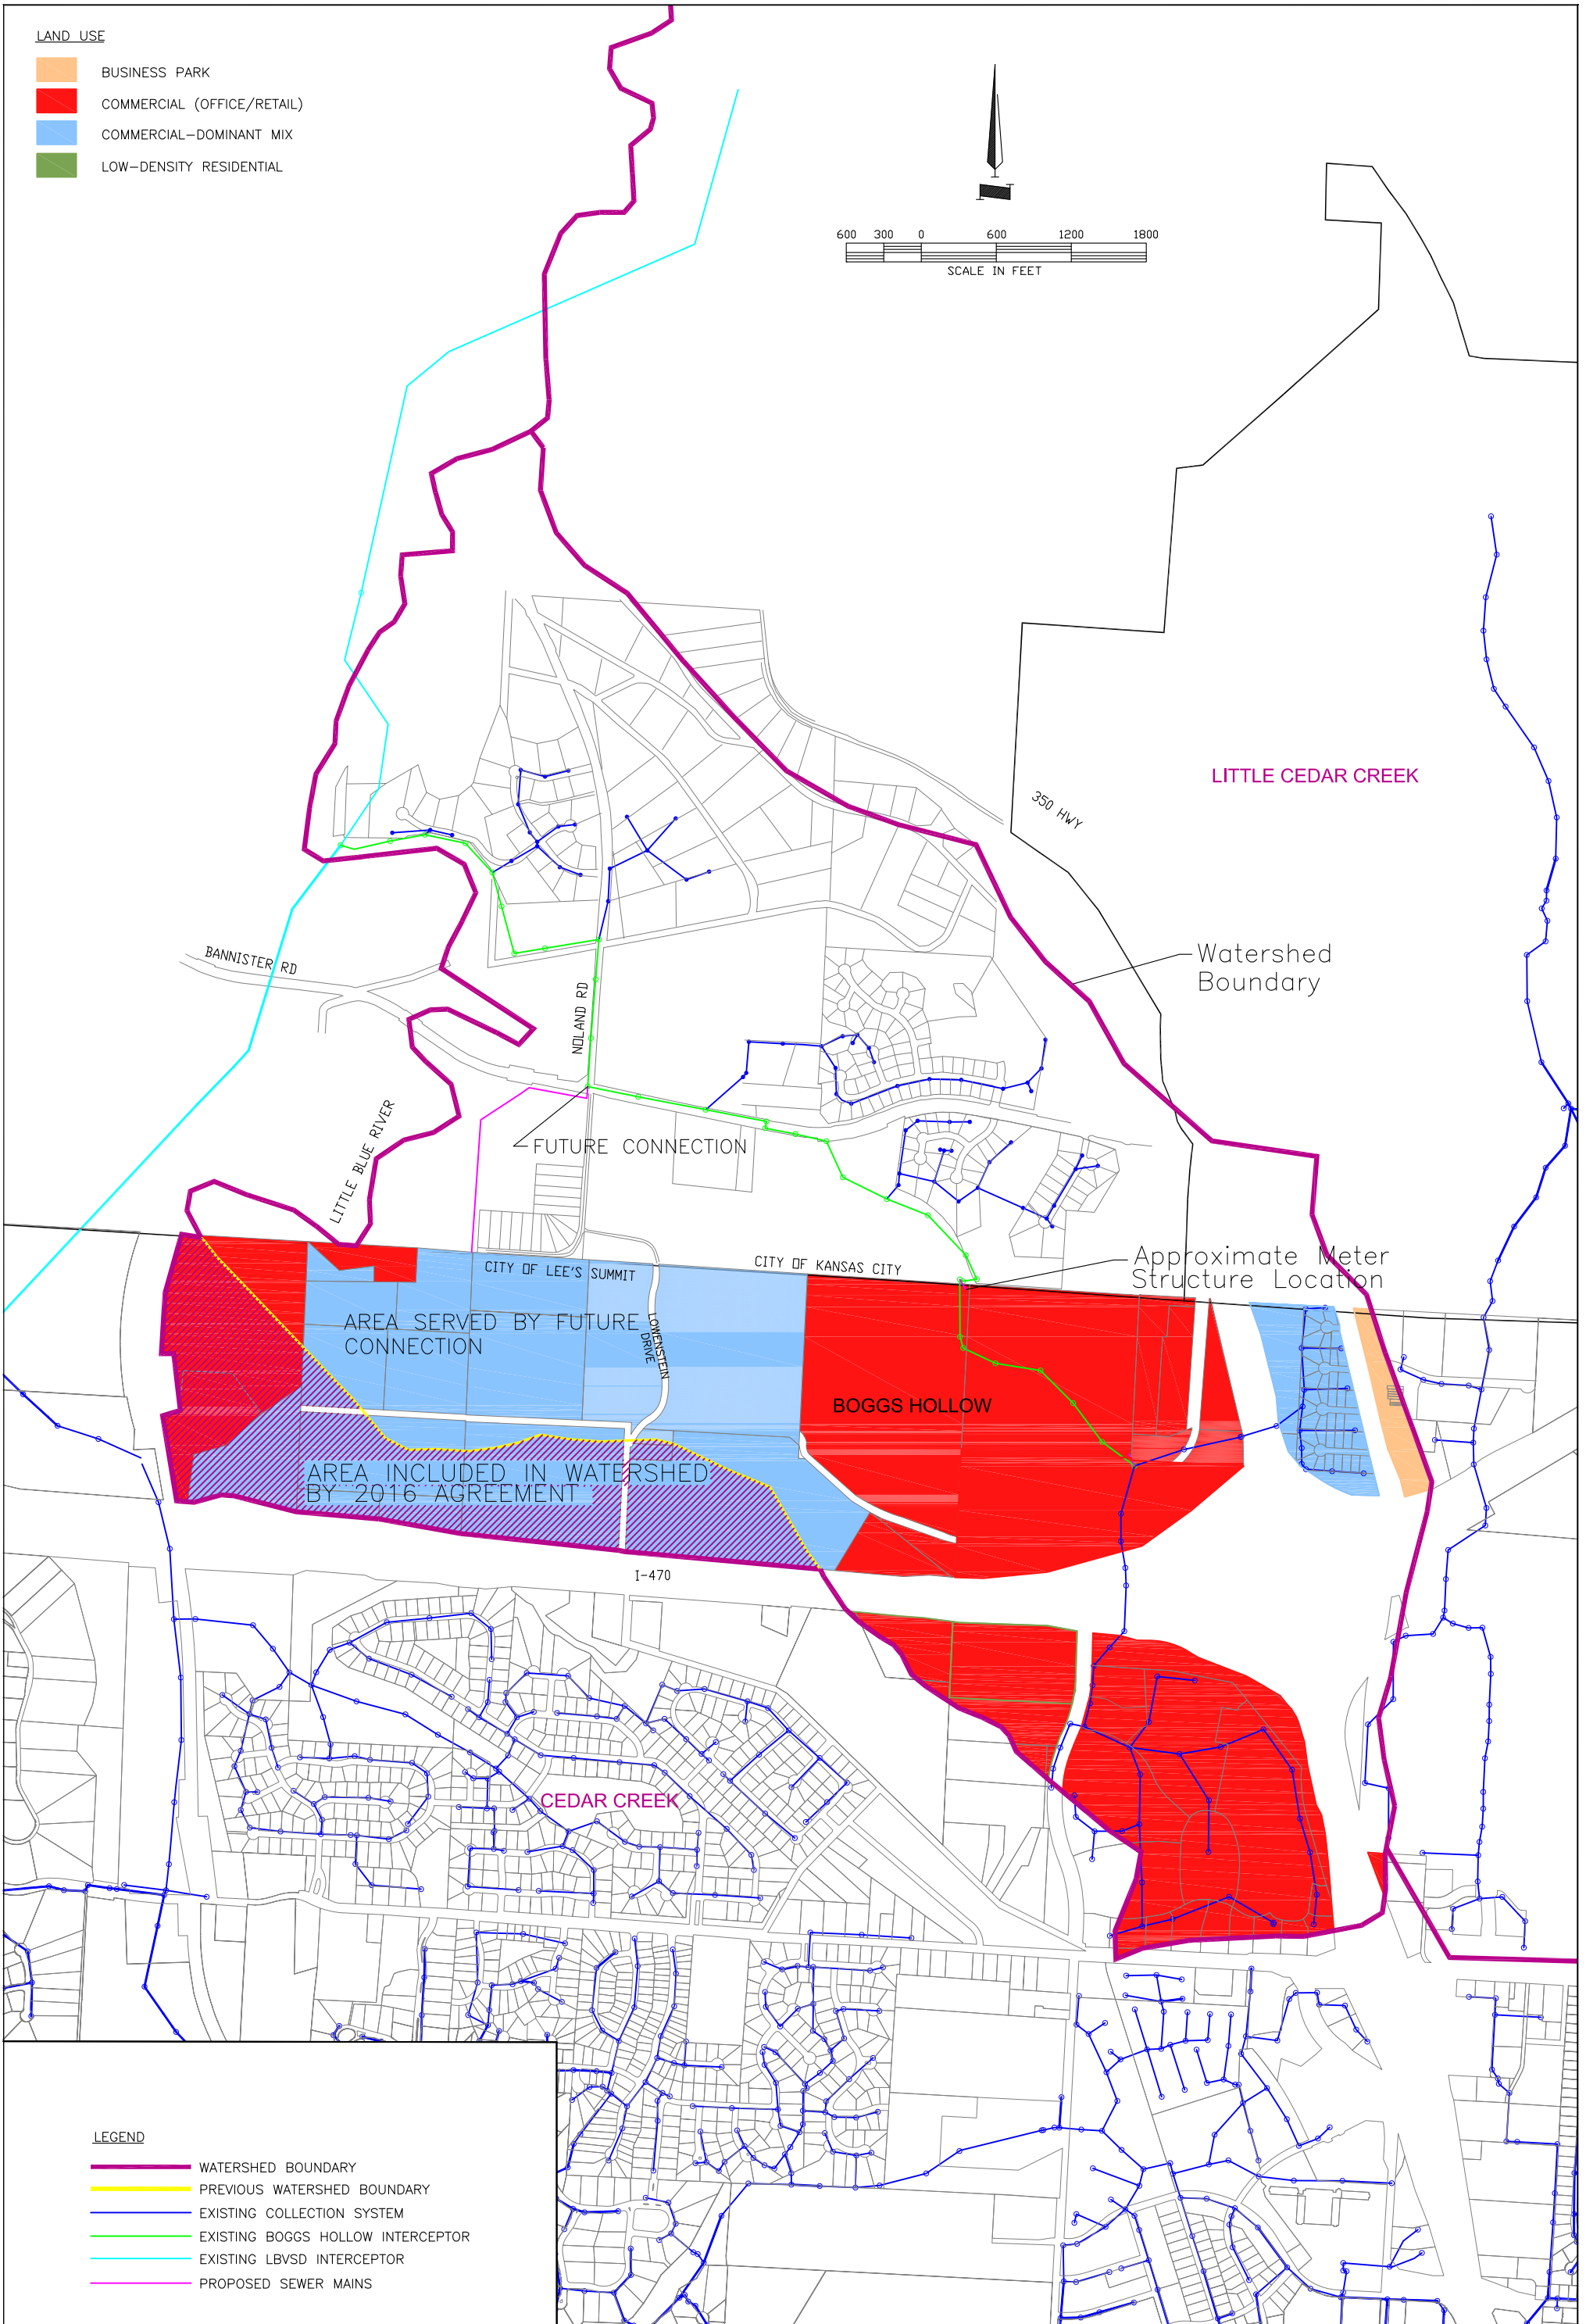 LAND USE
BUSINESS PARK
COMMERCIAL (OFFICE/RETAIL)
COMMERCIAL-DOMINANT MIX
LOW-DENSITY RESIDENTIAL
600 300 0 600 1200 1800
SCALE IN FEET
LITTLE CEDAR CREEK
350 HWY
Watershed
Boundary
BANNISTER RD
NOLAND RD
LITTLE BLUE RIVER
FUTURE CONNECTION
Approximate Meter
Structure Location
CITY OF LEE'S SUMMIT
CITY OF KANSAS CITY
AREA SERVED BY FUTURE
CONNECTION
LOWENSTEIN
DRIVE
BOGGS HOLLOW
AREA INCLUDED IN WATERSHED
BY 2016 AGREEMENT
I-470
CEDAR CREEK
LEGEND
WATERSHED BOUNDARY
PREVIOUS WATERSHED BOUNDARY
EXISTING COLLECTION SYSTEM
EXISTING BOGGS HOLLOW INTERCEPTOR
EXISTING LBVSD INTERCEPTOR
PROPOSED SEWER MAINS